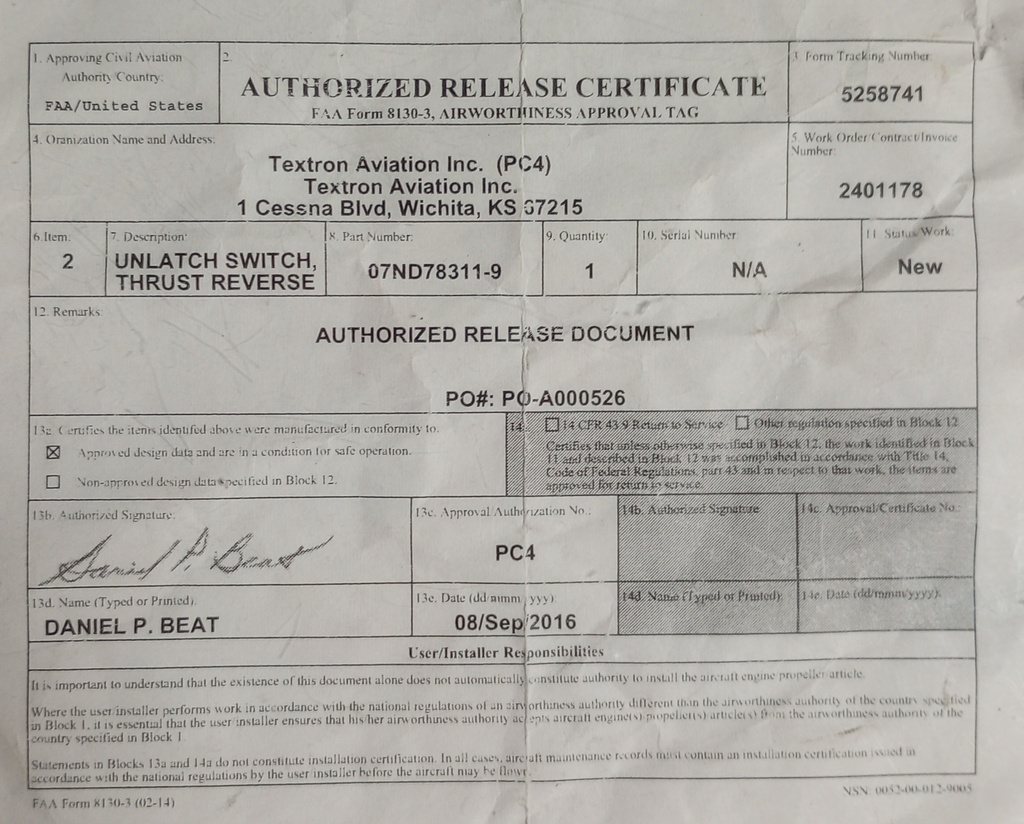 1. Approving Civil Aviation
Authority/Country:
FAA/United States
2.
AUTHORIZED RELEASE CERTIFICATE
FAA Form 8130-3, AIRWORTHINESS APPROVAL TAG
3. Form Tracking Number
5258741
4. Oranization Name and Address:
Textron Aviation Inc. (PC4)
Textron Aviation Inc.
1 Cessna Blvd, Wichita, KS 67215
5. Work Order/Contract/Invoice
Number:
2401178
6.Item:
2
7. Description:
UNLATCH SWITCH,
THRUST REVERSE
8. Part Number:
07ND78311-9
9. Quantity:
1
10. Serial Number:
N/A
11. Status/Work:
New
12. Remarks:
AUTHORIZED RELEASE DOCUMENT
PO#: PO-A000526
13a. Certifies the items identifed above were manufactured in conformity to.
Approved design data and are in a condition for safe operation.
Non-approved design data specified in Block 12.
14. 14 CFR 43.9 Return to Service Other regulation specified in Block 12
Certifies that unless otherwise specified in Block 12, the work identified in Block
11 and described in Block 12 was accomplished in accordance with Title 14,
Code of Federal Regulations, part 43 and in respect to that work, the items are
approved for return to service.
13b. Authorized Signature:
Daniel P. Beat
13c. Approval/Authorization No.:
PC4
14b. Authorized Signature
14c. Approval/Certificate No.:
13d. Name (Typed or Printed).
DANIEL P. BEAT
13e. Date (dd/mmm/yyyy):
08/Sep/2016
14d. Name (Typed or Printed):
14e. Date (dd/mmm/yyyy):
User/Installer Responsibilities
It is important to understand that the existence of this document alone does not automatically constitute authority to install the aircraft engine propeller article.
Where the user/installer performs work in accordance with the national regulations of an airworthiness authority different than the airworthiness authority of the country specified
in Block 1, it is essential that the user/installer ensures that his/her airworthiness authority accepts aircraft engine(s) propeller(s) article(s) from the airworthiness authority of the
country specified in Block 1.
Statements in Blocks 13a and 14a do not constitute installation certification. In all cases, aircraft maintenance records must contain an installation certification issued in
accordance with the national regulations by the user/installer before the aircraft may be flown.
FAA Form 8130-3 (02-14)
NSN: 0052-00-012-9005